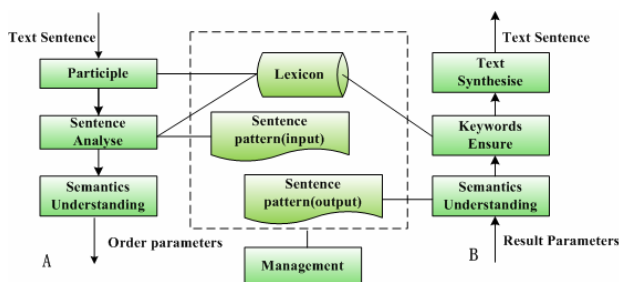 Text Sentence
Participle
Sentence
Analyse
Semantics
Understanding
Order parameters
A
Lexicon
Sentence
pattern(input)
Sentence
pattern(output)
Management
Text Sentence
Text
Synthesise
Keywords
Ensure
Semantics
Understanding
B
Result Parameters